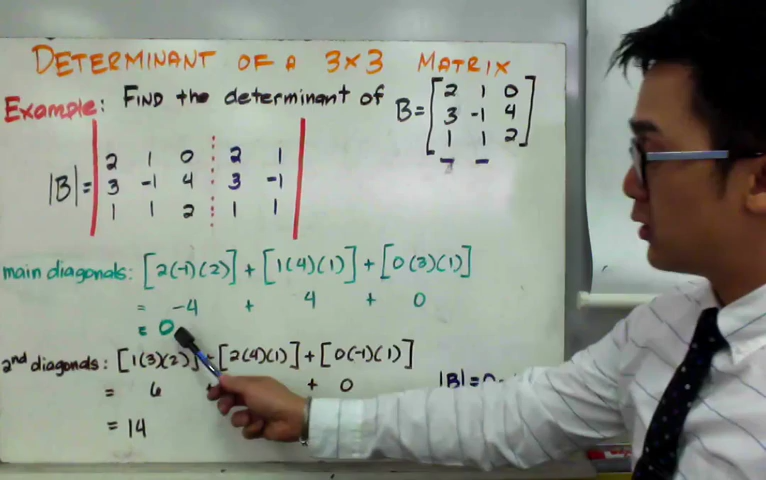 DETERMINANT OF A 3×3 MATRIX
Example: FIND the determinant of B = [2 1 0
3 -1 4
1 1 2]
|B| = | 2 1 0 ⋮ 2 1 |
3 -1 4 3 -1
1 1 2 1 1
main diagonals: [2(-1)(2)] + [1(4)(1)] + [0(3)(1)]
= -4 + 4 + 0
= 0
2nd diagonals: [1(3)(2)] + [2(4)(1)] + [0(-1)(1)]
= 6 + 0
= 14
|B| = 0 -